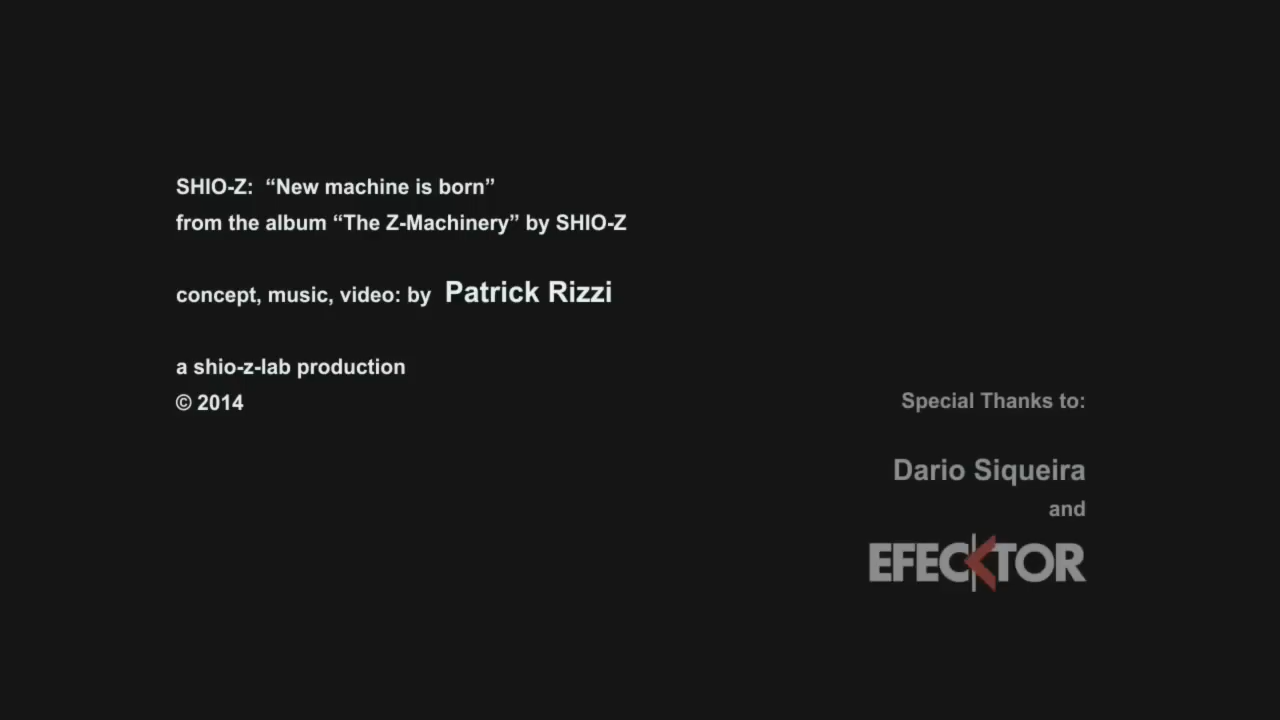 SHIO-Z: “New machine is born”
from the album “The Z-Machinery” by SHIO-Z
concept, music, video: by Patrick Rizzi
a shio-z-lab production
© 2014
Special Thanks to:
Dario Siqueira
and
EFECKTOR